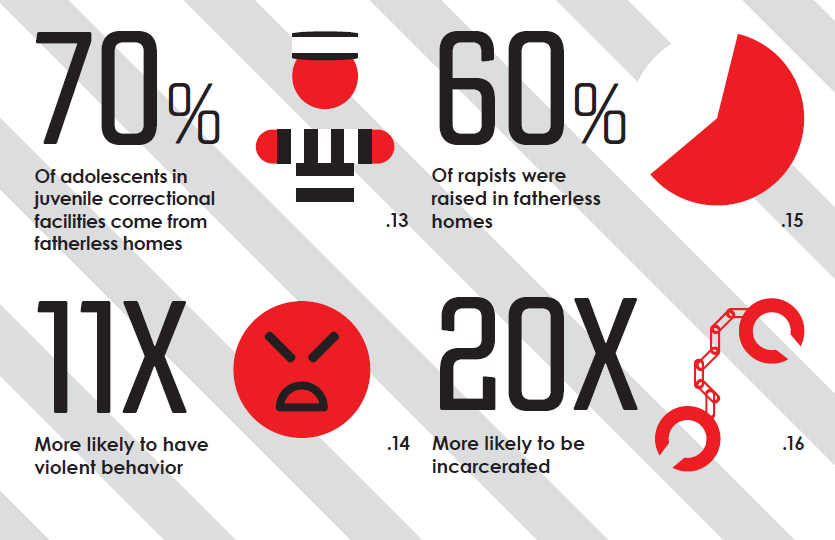 70%
Of adolescents in
juvenile correctional
facilities come from
fatherless homes
.13
60%
Of rapists were
raised in fatherless
homes
.15
11X
More likely to have
violent behavior
.14
20X
More likely to be
incarcerated
.16